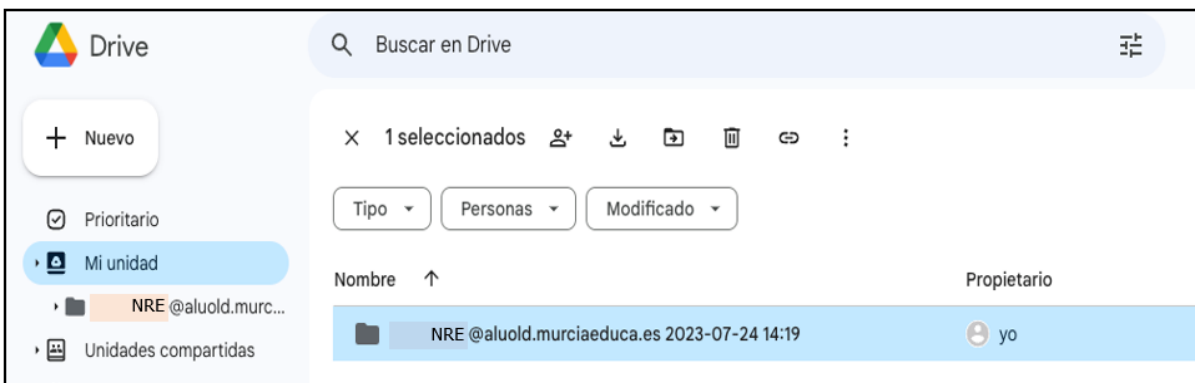 Drive
Buscar en Drive
Nuevo
1 seleccionados
Tipo
Personas
Modificado
Prioritario
Mi unidad
NRE @aluold.murc...
Unidades compartidas
Nombre
Propietario
NRE @aluold.murciaeduca.es 2023-07-24 14:19
yo